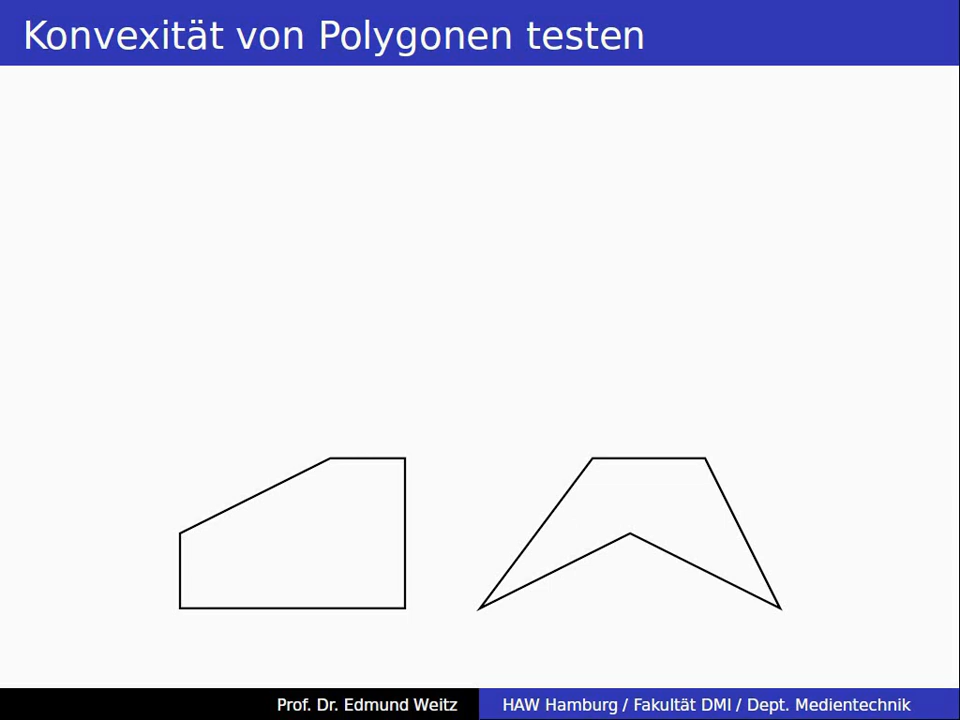 Konvexität von Polygonen testen
Prof. Dr. Edmund Weitz
HAW Hamburg / Fakultät DMI / Dept. Medientechnik